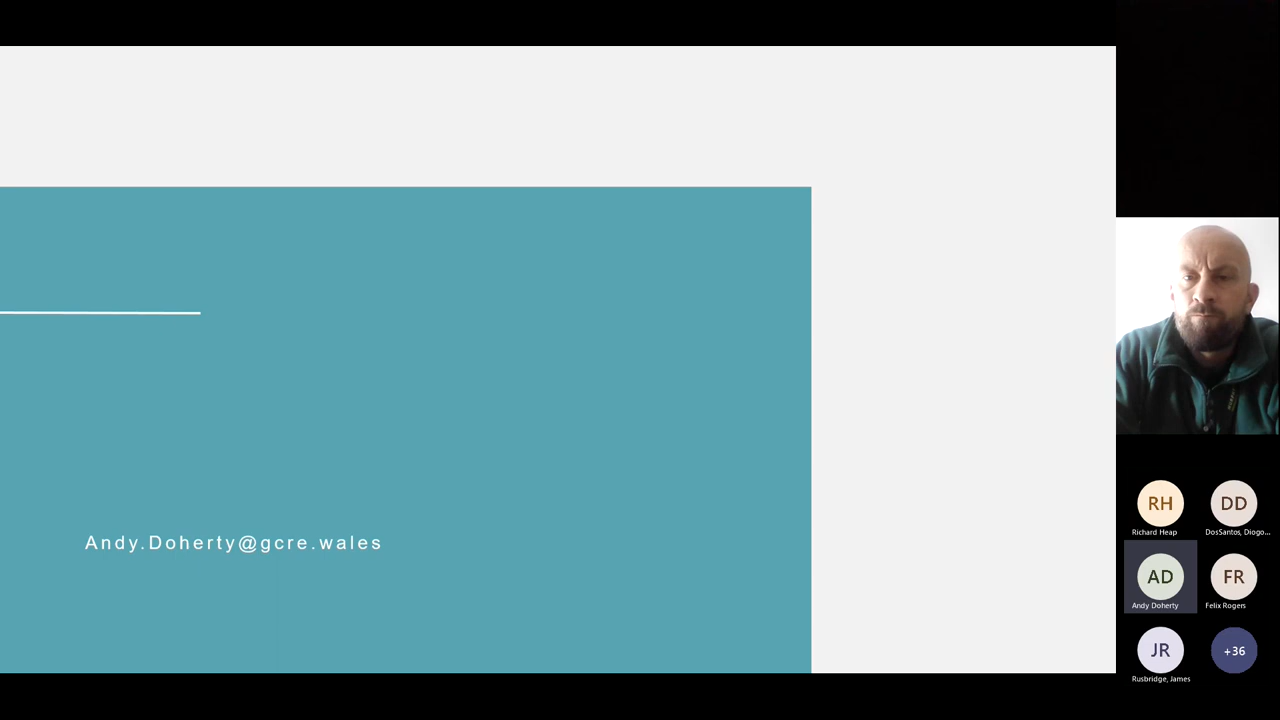 Andy.Doherty@gcre.wales
RH
DD
Richard Heap
DosSantos, Diogo...
AD
FR
Andy Doherty
Felix Rogers
JR
+36
Rusbridge, James